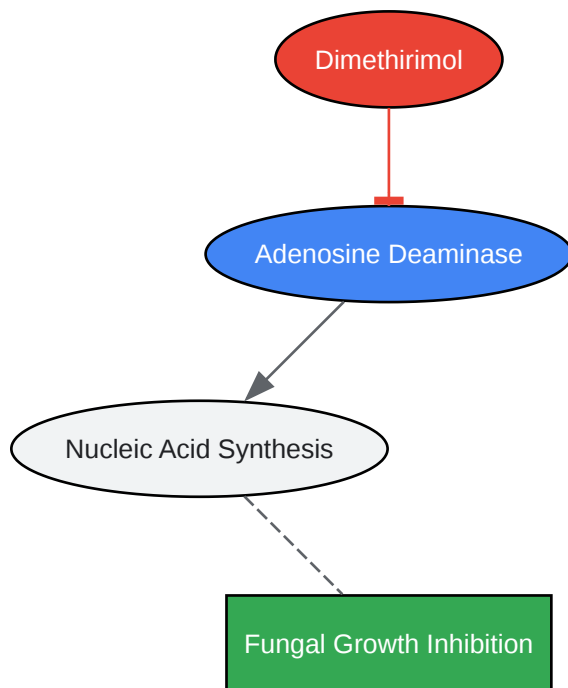 Dimethirimol
Adenosine Deaminase
Nucleic Acid Synthesis
Fungal Growth Inhibition